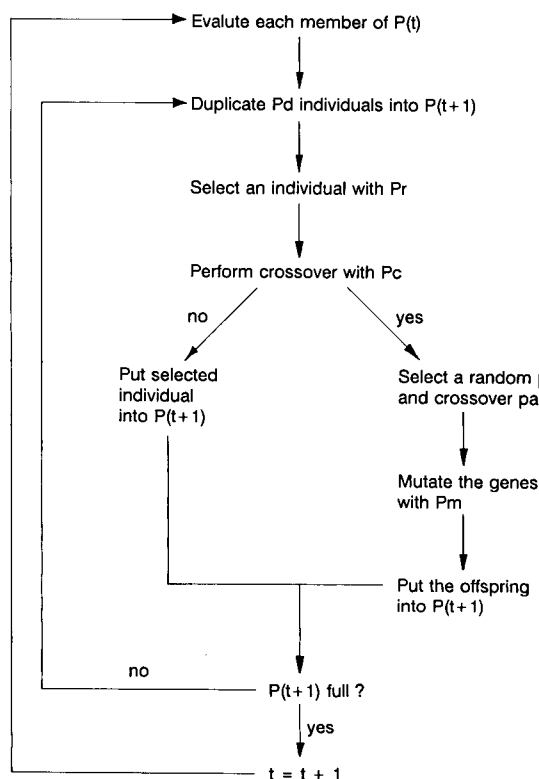 Evalute each member of P(t)
Duplicate Pd individuals into P(t+1)
Select an individual with Pr
Perform crossover with Pc
no
yes
Put selected
individual
into P(t+1)
Select a random
and crossover
Mutate the genes
with Pm
Put the offspring
into P(t+1)
no
P(t+1) full ?
yes
t = t + 1